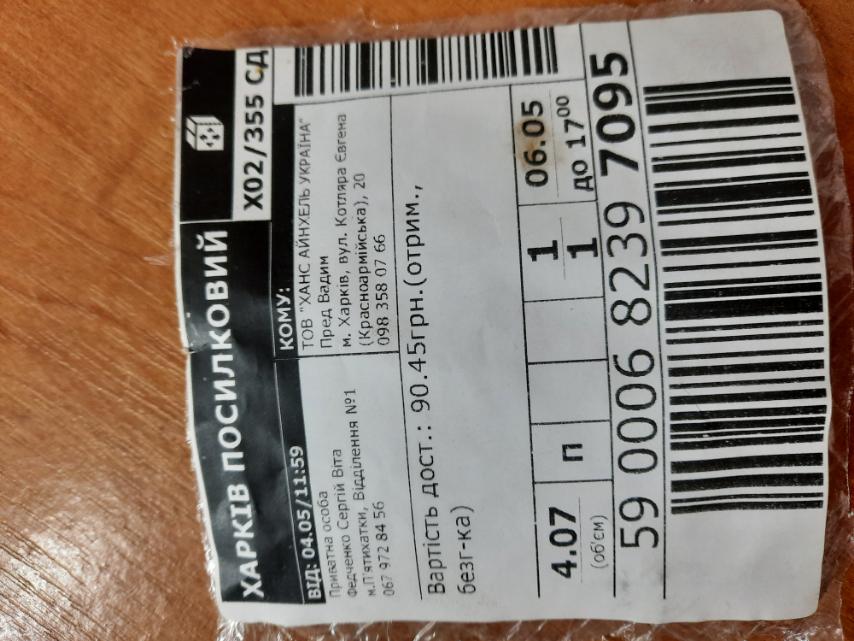 ХАРКІВ ПОСИЛКОВИЙ
Х02/355 СД
ВІД: 04.05/11:59
Приватна особа
Федченко Сергій Віта
м.П'ятихатки, Відділення №1
067 972 84 56
КОМУ:
ТОВ "ХАНС АЙНХЕЛЬ УКРАЇНА"
Пред Вадим
м. Харків, вул. Котляра Євгена
(Красноармійська), 20
098 358 07 66
Вартість дост.: 90.45грн.(отрим.,
безг-ка)
4.07
(об'єм)
П
1
1
06.05
до 17⁰⁰
59 0006 8239 7095